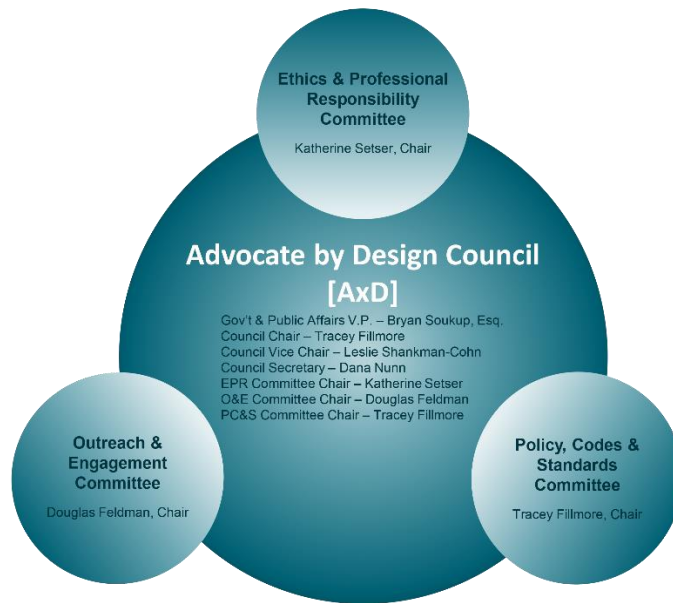 Ethics & Professional
Responsibility
Committee
Katherine Setser, Chair
Advocate by Design Council
[AxD]
Gov't & Public Affairs V.P. – Bryan Soukup, Esq.
Council Chair – Tracey Fillmore
Council Vice Chair – Leslie Shankman-Cohn
Council Secretary – Dana Nunn
EPR Committee Chair – Katherine Setser
O&E Committee Chair – Douglas Feldman
PC&S Committee Chair – Tracey Fillmore
Outreach &
Engagement
Committee
Douglas Feldman, Chair
Policy, Codes &
Standards
Committee
Tracey Fillmore, Chair